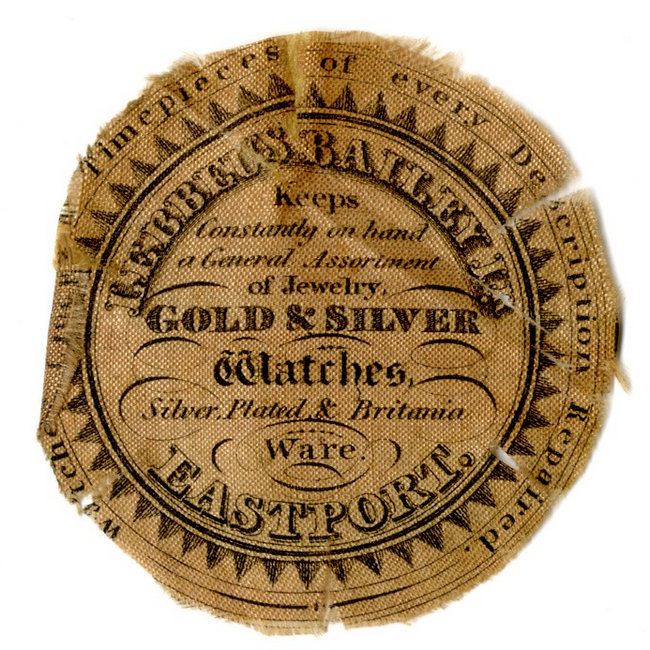 Watches and Timepieces of every Description Repaired.
LEBBEUS BAILEY Jr.
Keeps
Constantly on hand
a General Assortment
of Jewelry,
GOLD & SILVER
Watches,
Silver, Plated, & Britania
Ware.
EASTPORT.